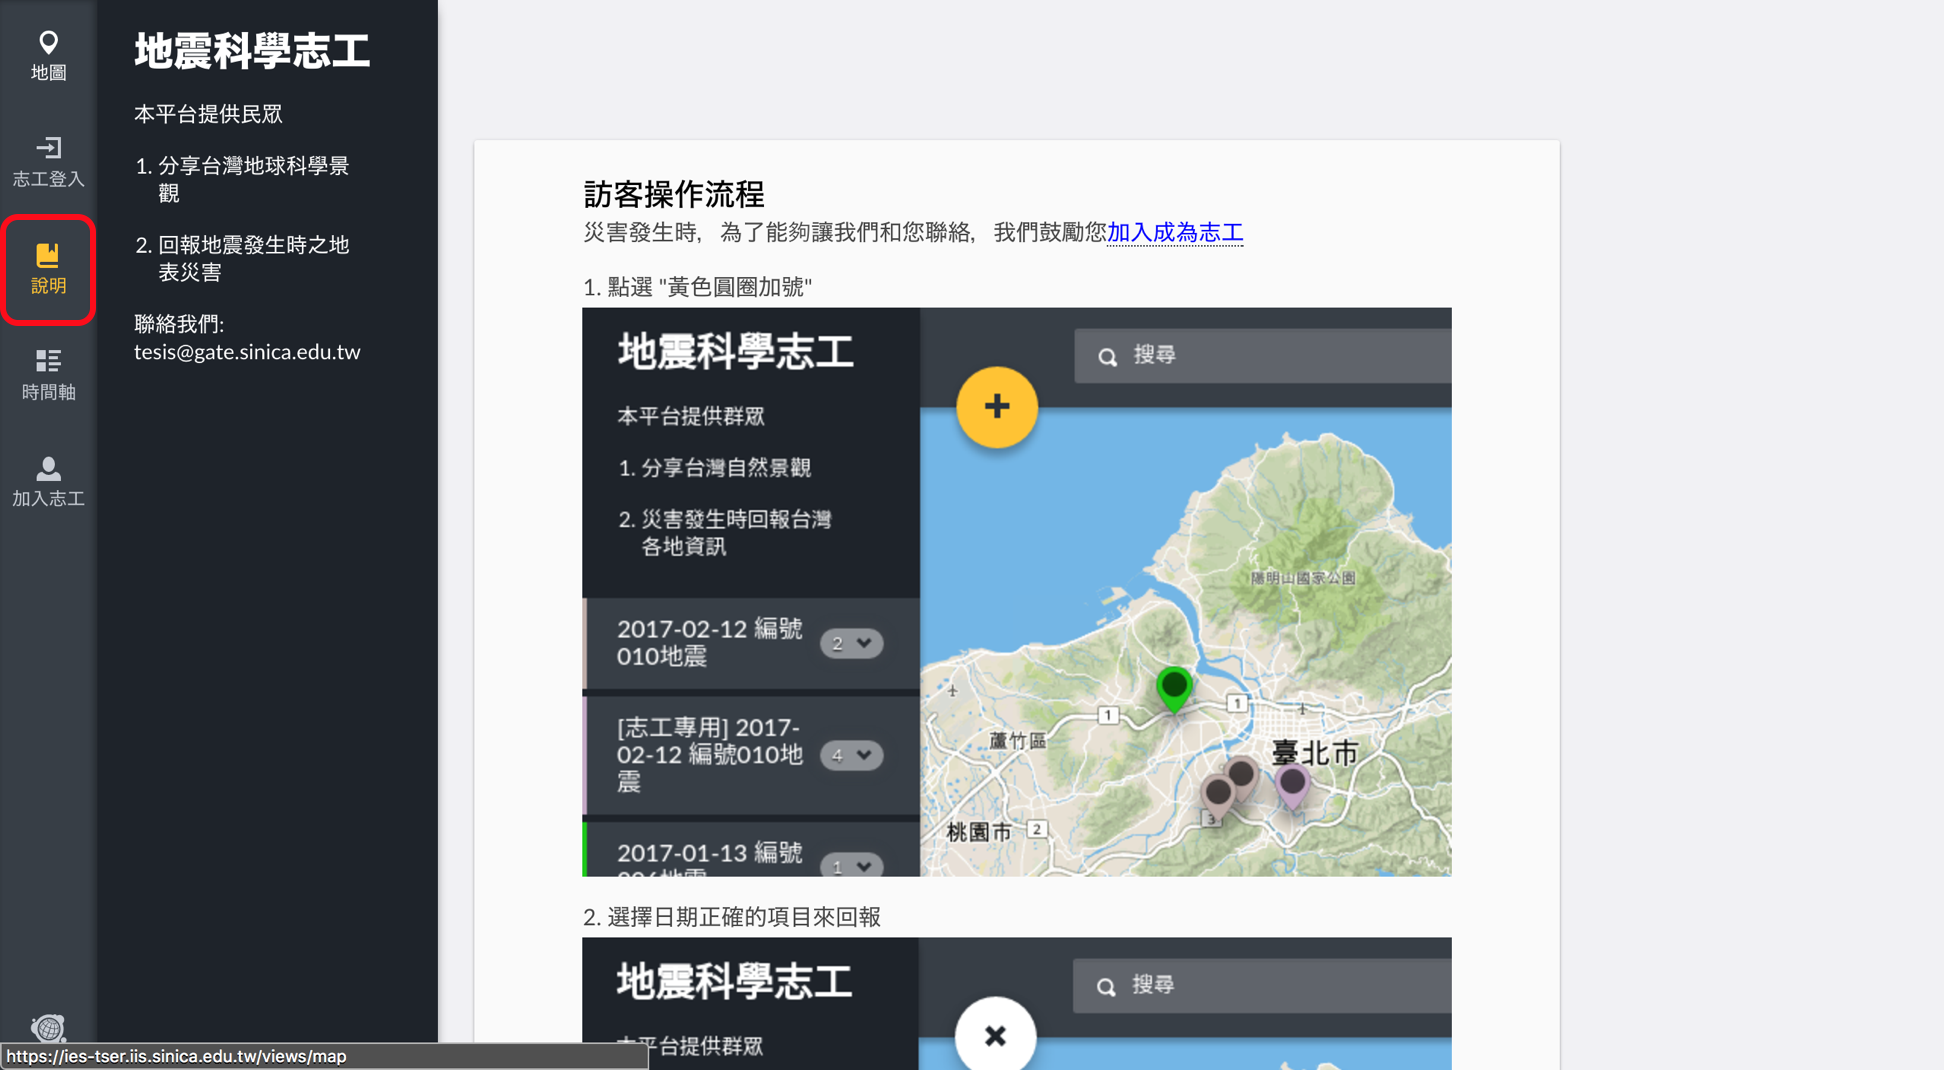 地圖
志工登入
說明
時間軸
加入志工
地震科學志工
本平台提供民眾
1. 分享台灣地球科學景
觀
2. 回報地震發生時之地
表災害
聯絡我們:
tesis@gate.sinica.edu.tw
訪客操作流程
災害發生時，為了能夠讓我們和您聯絡，我們鼓勵您加入成為志工
1. 點選 "黃色圓圈加號"
地震科學志工
本平台提供群眾
1. 分享台灣自然景觀
2. 災害發生時回報台灣
各地資訊
2017-02-12 編號
010地震
2
[志工專用] 2017-
02-12 編號010地
震
4
2017-01-13 編號
006地震
1
搜尋
陽明山國家公園
1
1
蘆竹區
臺北市
3
桃園市
2
2. 選擇日期正確的項目來回報
地震科學志工
搜尋
本平台提供群眾
https://ies-tser.iis.sinica.edu.tw/views/map